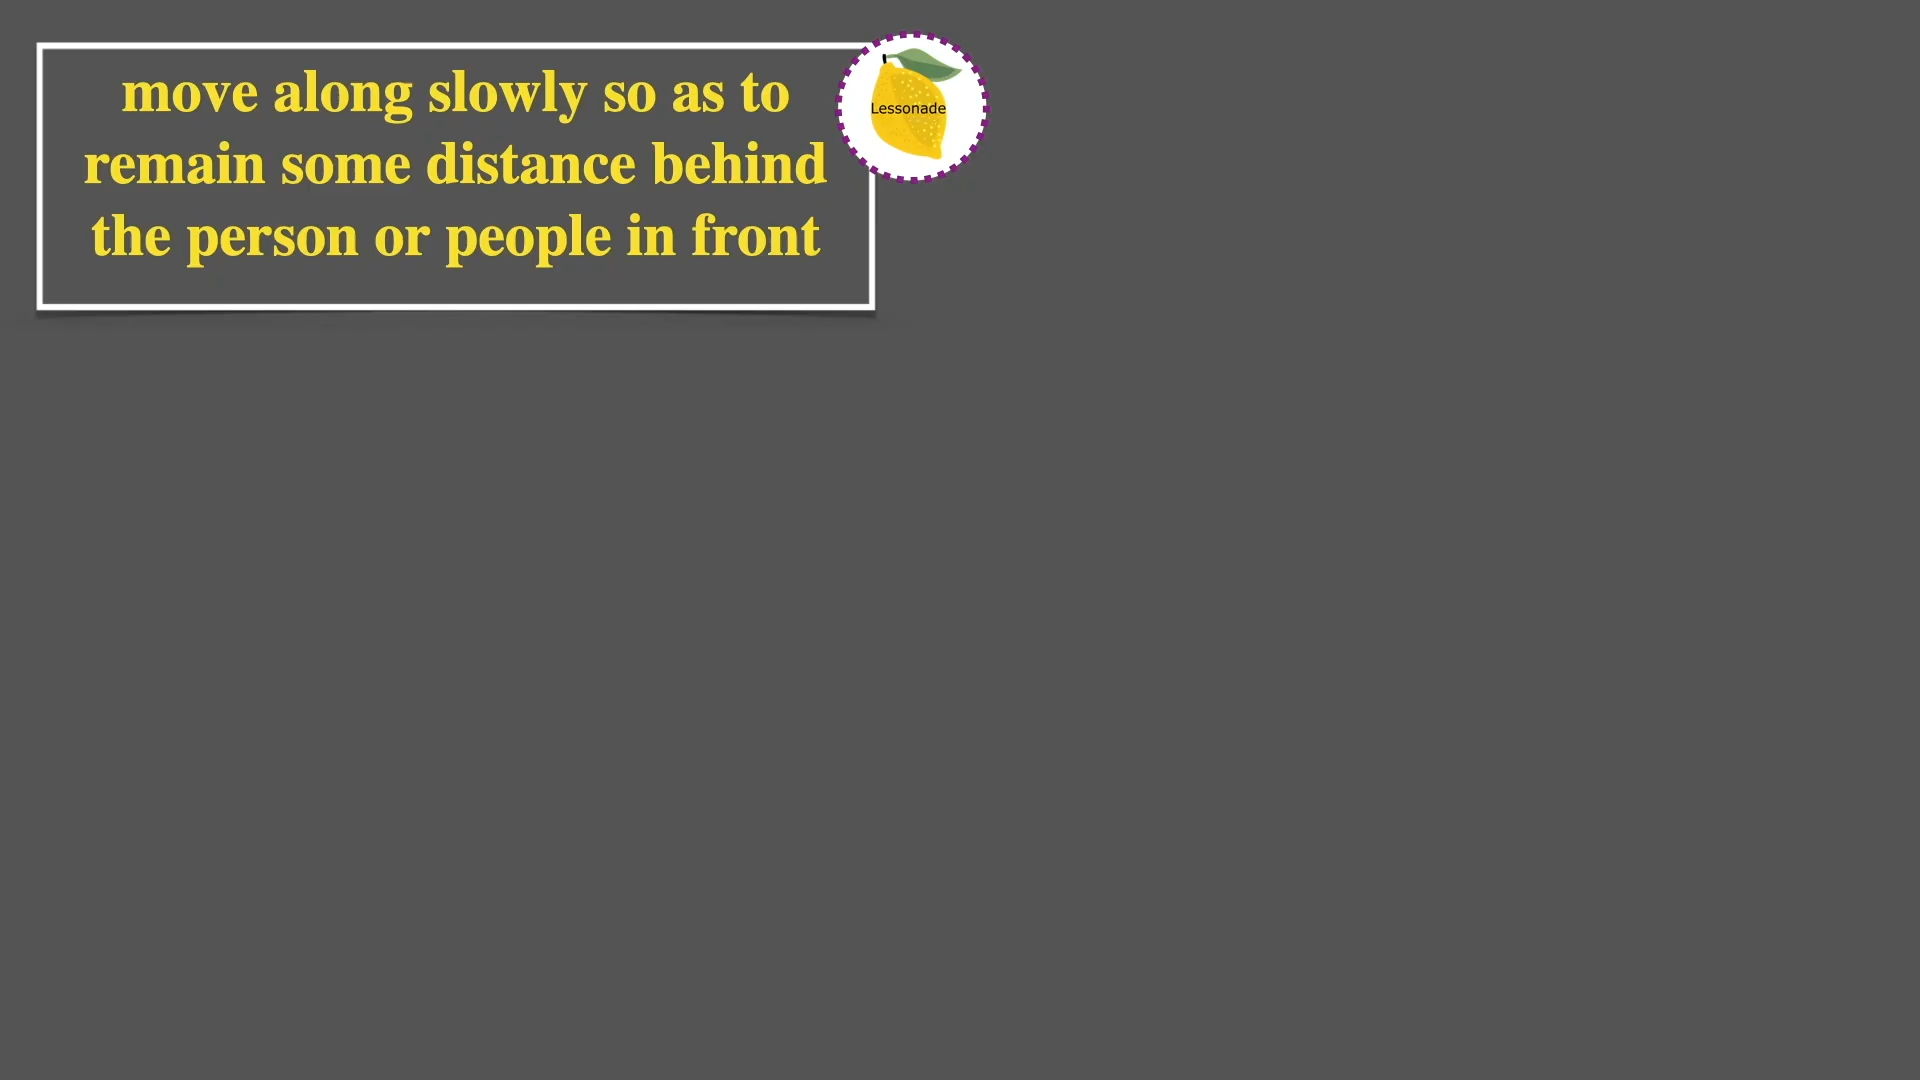 move along slowly so as to
remain some distance behind
the person or people in front
Lessonade